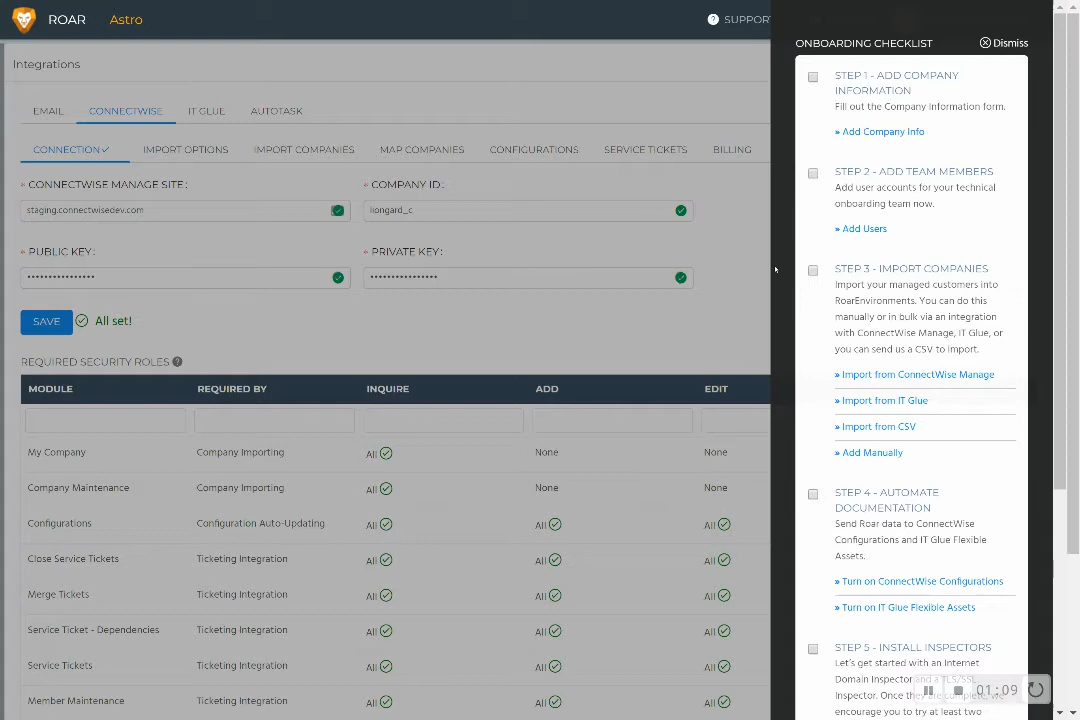 ROAR Astro
SUPPORT
Integrations
EMAIL CONNECTWISE IT GLUE AUTOTASK
CONNECTION IMPORT OPTIONS IMPORT COMPANIES MAP COMPANIES CONFIGURATIONS SERVICE TICKETS BILLING
* CONNECTWISE MANAGE SITE: * COMPANY ID:
staging.connectwisedev.com liongard_c
* PUBLIC KEY: * PRIVATE KEY:
•••••••••••••••• ••••••••••••••••
SAVE All set!
REQUIRED SECURITY ROLES
MODULE REQUIRED BY INQUIRE ADD EDIT
My Company Company Importing All None None
Company Maintenance Company Importing All None None
Configurations Configuration Auto-Updating All All All
Close Service Tickets Ticketing Integration All All All
Merge Tickets Ticketing Integration All All All
Service Ticket - Dependencies Ticketing Integration All All All
Service Tickets Ticketing Integration All All All
Member Maintenance Ticketing Integration All All All
ONBOARDING CHECKLIST Dismiss
STEP 1 - ADD COMPANY
INFORMATION
Fill out the Company Information form.
» Add Company Info
STEP 2 - ADD TEAM MEMBERS
Add user accounts for your technical
onboarding team now.
» Add Users
STEP 3 - IMPORT COMPANIES
Import your managed customers into
RoarEnvironments. You can do this
manually or in bulk via an integration
with ConnectWise Manage, IT Glue, or
you can send us a CSV to import.
» Import from ConnectWise Manage
» Import from IT Glue
» Import from CSV
» Add Manually
STEP 4 - AUTOMATE
DOCUMENTATION
Send Roar data to ConnectWise
Configurations and IT Glue Flexible
Assets.
» Turn on ConnectWise Configurations
» Turn on IT Glue Flexible Assets
STEP 5 - INSTALL INSPECTORS
Let's get started with an Internet
Domain Inspector and a TLS/SSL
Inspector. Once they are complete, we
encourage you to try at least two
01:09